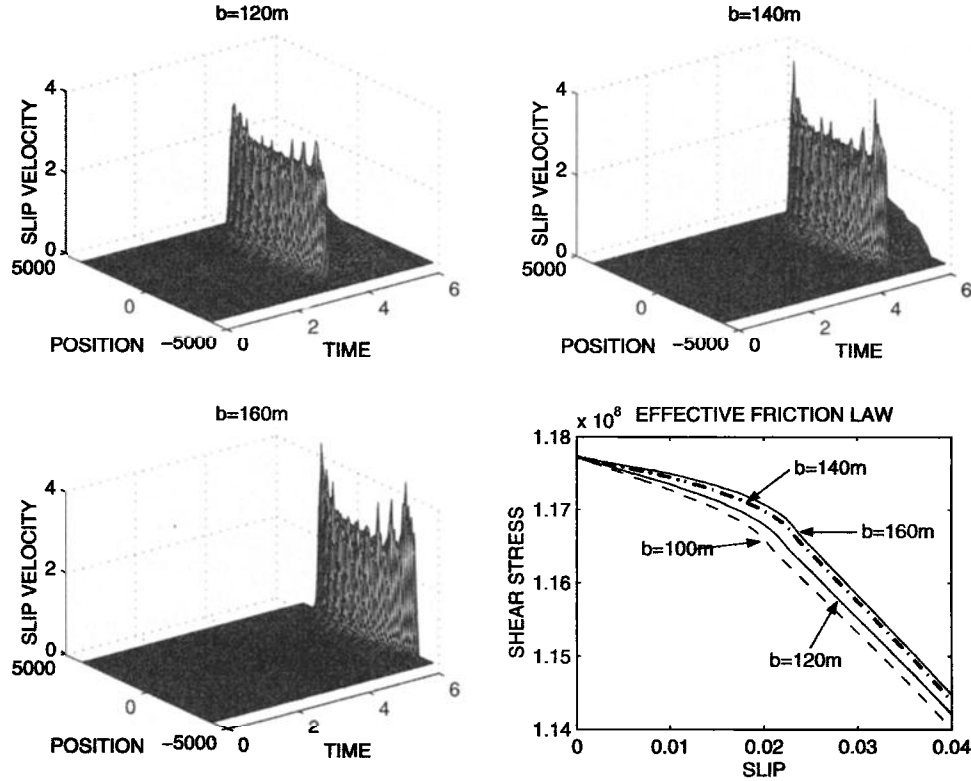 b=120m
4
2
0
SLIP VELOCITY
5000
0
POSITION
−5000
0
2
4
6
TIME
b=140m
4
2
0
SLIP VELOCITY
5000
0
POSITION
−5000
0
2
4
6
TIME
b=160m
4
2
0
SLIP VELOCITY
5000
0
POSITION
−5000
0
2
4
6
TIME
x 10^8 EFFECTIVE FRICTION LAW
1.18
1.17
1.16
1.15
1.14
SHEAR STRESS
b=140m
b=160m
b=100m
b=120m
0
0.01
0.02
0.03
0.04
SLIP